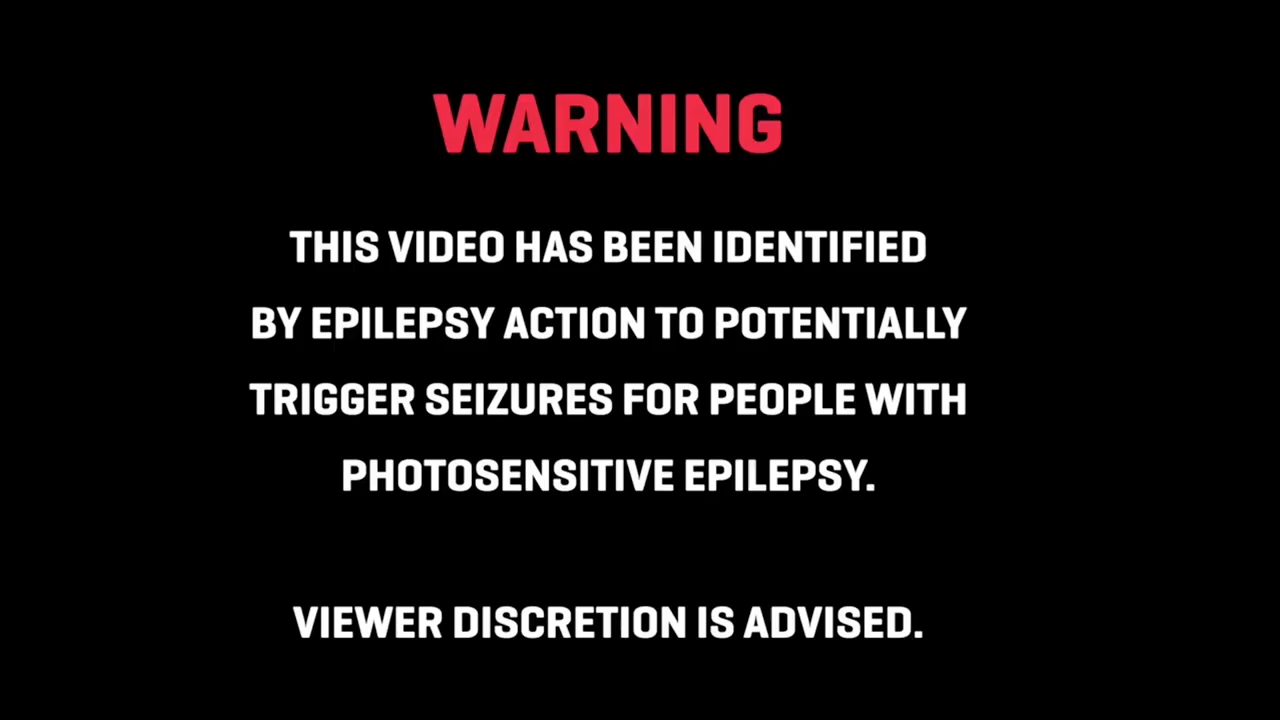 WARNING
THIS VIDEO HAS BEEN IDENTIFIED
BY EPILEPSY ACTION TO POTENTIALLY
TRIGGER SEIZURES FOR PEOPLE WITH
PHOTOSENSITIVE EPILEPSY.
VIEWER DISCRETION IS ADVISED.